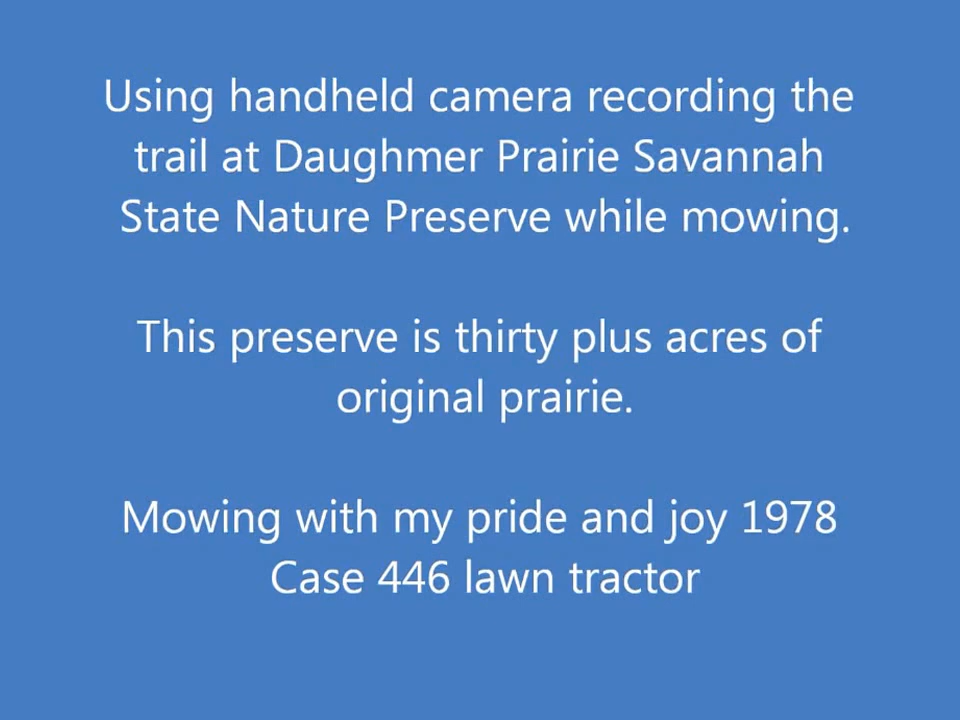 Using handheld camera recording the
trail at Daughmer Prairie Savannah
State Nature Preserve while mowing.
This preserve is thirty plus acres of
original prairie.
Mowing with my pride and joy 1978
Case 446 lawn tractor